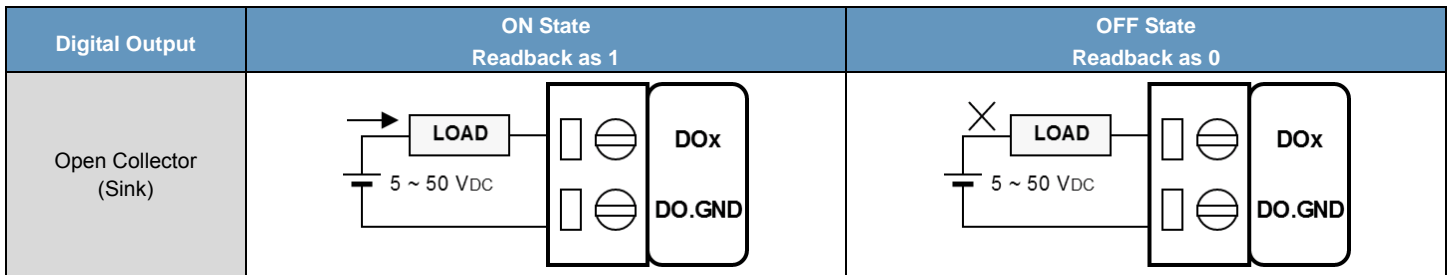 Digital Output
ON State
Readback as 1
OFF State
Readback as 0
Open Collector
(Sink)
LOAD
DOx
5 ~ 50 VDC
DO.GND
LOAD
DOx
5 ~ 50 VDC
DO.GND